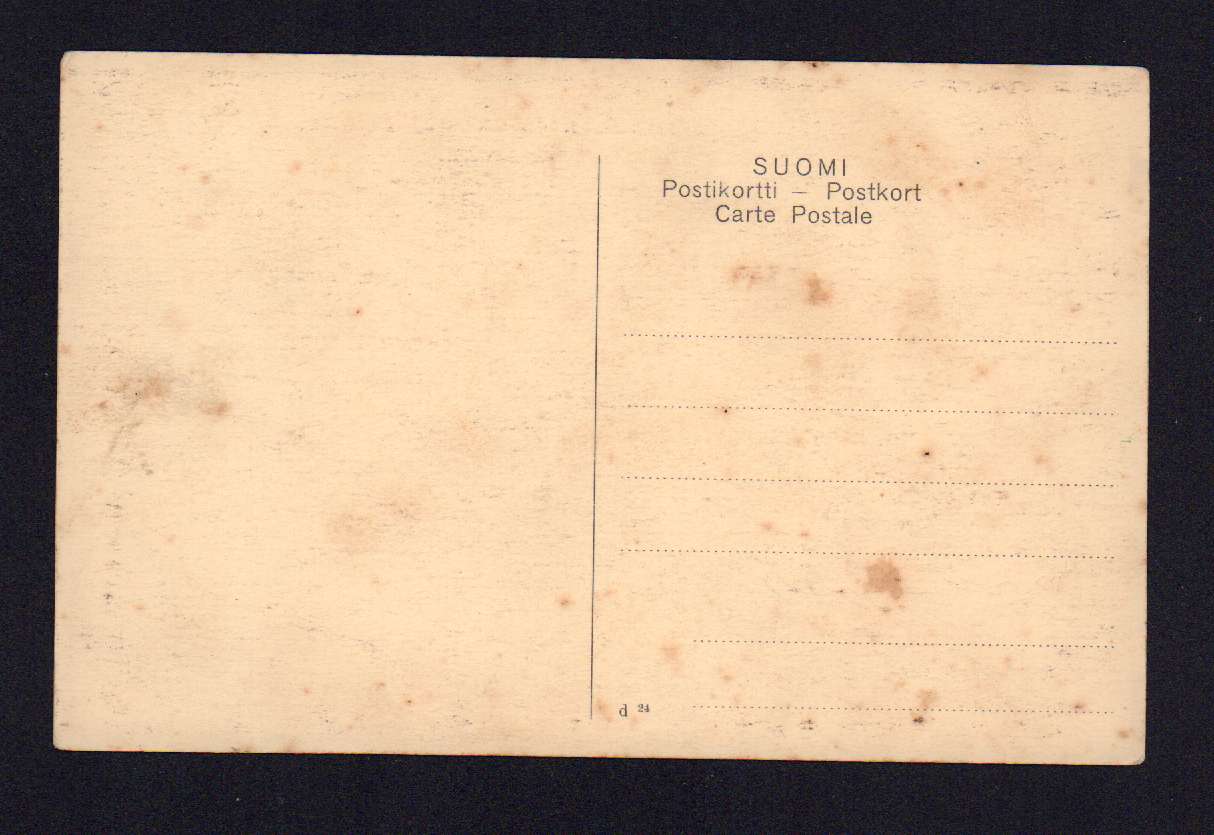 SUOMI
Postikortti — Postkort
Carte Postale
d 24